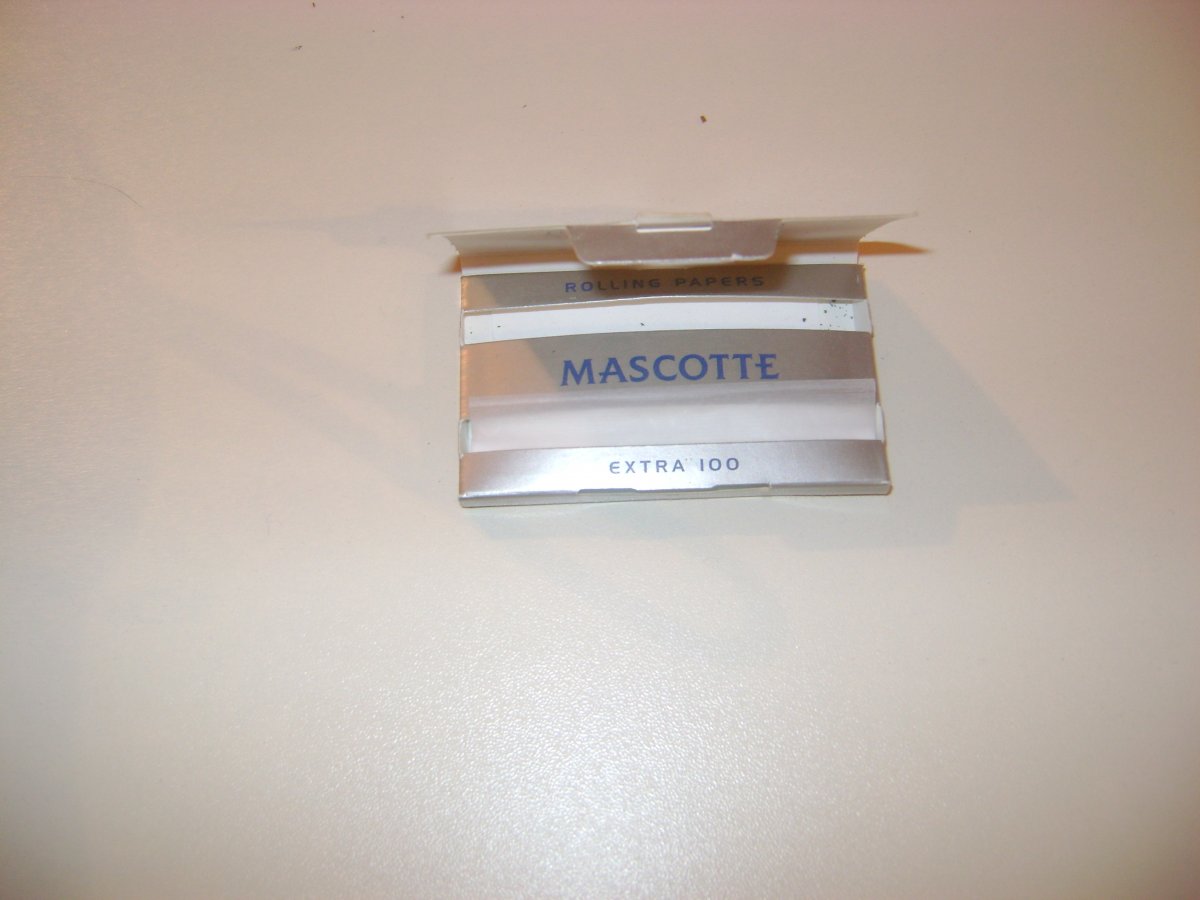 ROLLING PAPERS
MASCOTTE
EXTRA 100